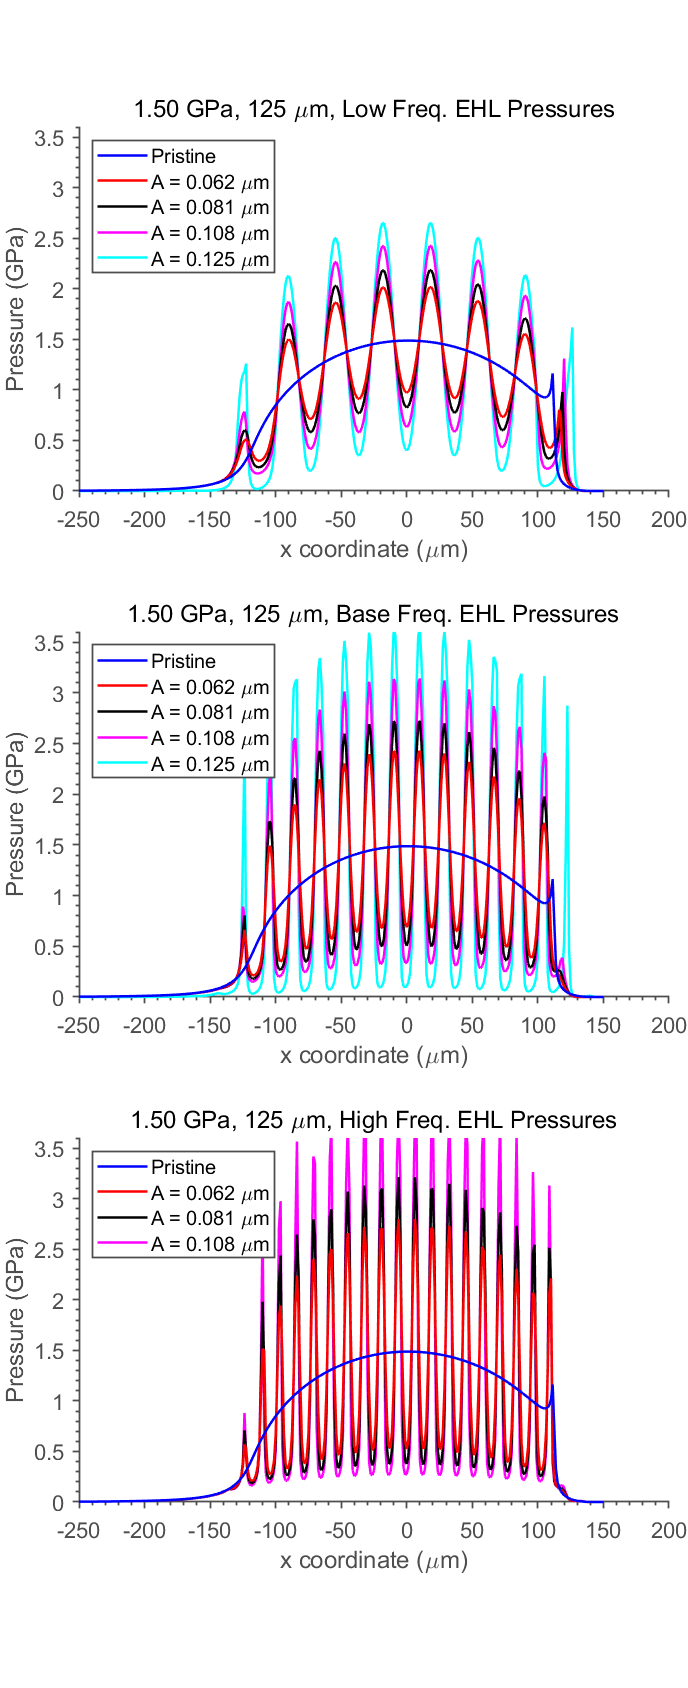 1.50 GPa, 125 μm, Low Freq. EHL Pressures
3.5
3
2.5
2
1.5
1
0.5
0
Pressure (GPa)
Pristine
A = 0.062 μm
A = 0.081 μm
A = 0.108 μm
A = 0.125 μm
-250 -200 -150 -100 -50 0 50 100 150 200
x coordinate (μm)
1.50 GPa, 125 μm, Base Freq. EHL Pressures
3.5
3
2.5
2
1.5
1
0.5
0
Pressure (GPa)
Pristine
A = 0.062 μm
A = 0.081 μm
A = 0.108 μm
A = 0.125 μm
-250 -200 -150 -100 -50 0 50 100 150 200
x coordinate (μm)
1.50 GPa, 125 μm, High Freq. EHL Pressures
3.5
3
2.5
2
1.5
1
0.5
0
Pressure (GPa)
Pristine
A = 0.062 μm
A = 0.081 μm
A = 0.108 μm
-250 -200 -150 -100 -50 0 50 100 150 200
x coordinate (μm)